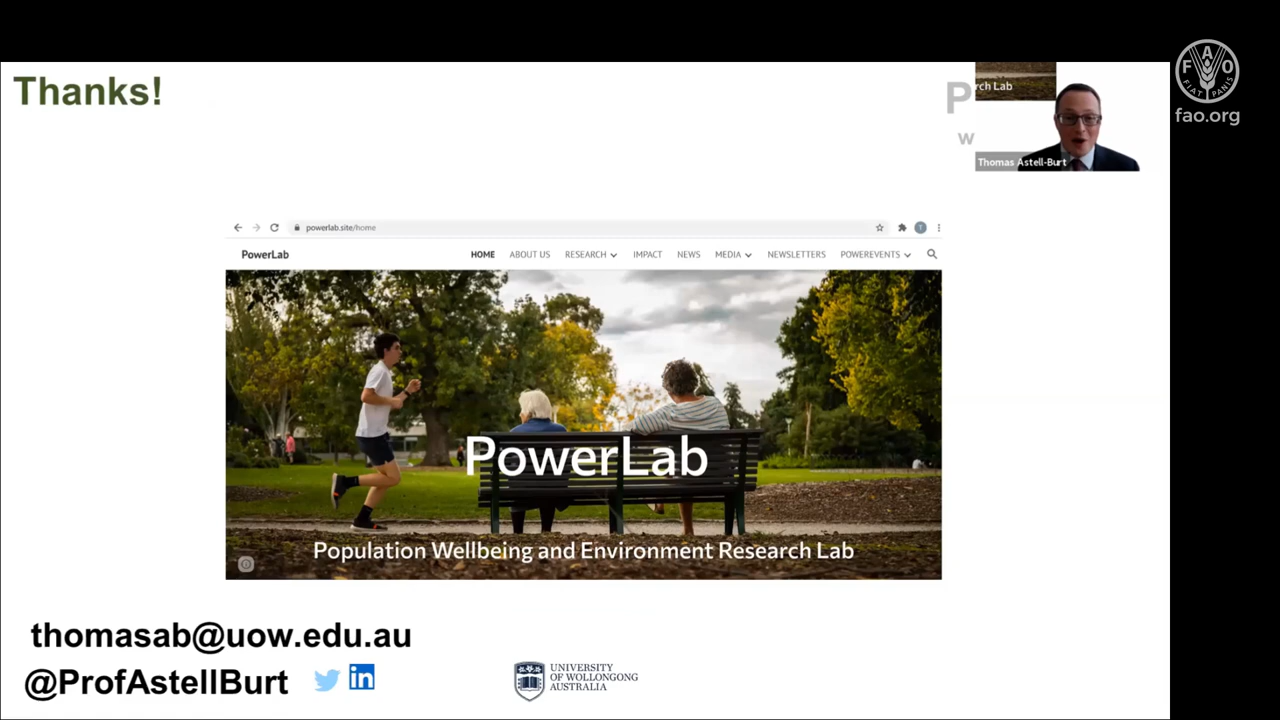 Thanks!
P
rch Lab
w
Thomas Astell-Burt
F A O
FIAT PANIS
fao.org
powerlab.site/home
T
PowerLab
HOME ABOUT US RESEARCH IMPACT NEWS MEDIA NEWSLETTERS POWEREVENTS
PowerLab
Population Wellbeing and Environment Research Lab
thomasab@uow.edu.au
@ProfAstellBurt
in
UNIVERSITY
OF WOLLONGONG
AUSTRALIA